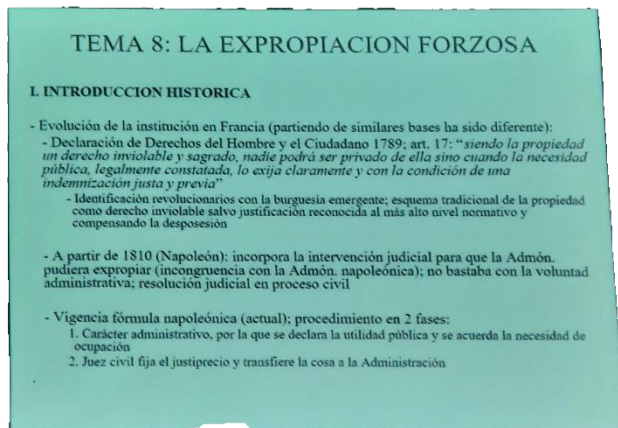 TEMA 8: LA EXPROPIACION FORZOSA
I. INTRODUCCION HISTORICA
- Evolución de la institución en Francia (partiendo de similares bases ha sido diferente):
- Declaración de Derechos del Hombre y el Ciudadano 1789; art. 17: “siendo la propiedad
un derecho inviolable y sagrado, nadie podrá ser privado de ella sino cuando la necesidad
pública, legalmente constatada, lo exija claramente y con la condición de una
indemnización justa y previa”
- Identificación revolucionarios con la burguesía emergente; esquema tradicional de la propiedad
como derecho inviolable salvo justificación reconocida al más alto nivel normativo y
compensando la desposesión
- A partir de 1810 (Napoleón): incorpora la intervención judicial para que la Admón.
pudiera expropiar (incongruencia con la Admón. napoleónica); no bastaba con la voluntad
administrativa; resolución judicial en proceso civil
- Vigencia fórmula napoleónica (actual); procedimiento en 2 fases:
1. Carácter administrativo, por la que se declara la utilidad pública y se acuerda la necesidad de
ocupación
2. Juez civil fija el justiprecio y transfiere la cosa a la Administración